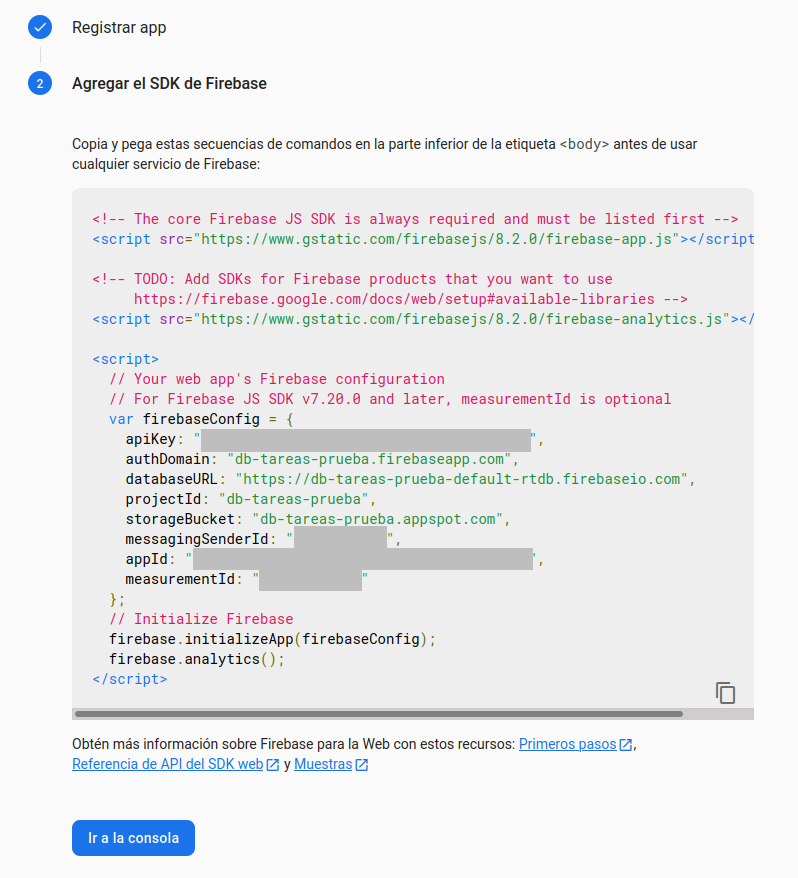 Registrar app
2 Agregar el SDK de Firebase
Copia y pega estas secuencias de comandos en la parte inferior de la etiqueta <body> antes de usar
cualquier servicio de Firebase:
<!-- The core Firebase JS SDK is always required and must be listed first -->
<script src="https://www.gstatic.com/firebasejs/8.2.0/firebase-app.js"></script
<!-- TODO: Add SDKs for Firebase products that you want to use
https://firebase.google.com/docs/web/setup#available-libraries -->
<script src="https://www.gstatic.com/firebasejs/8.2.0/firebase-analytics.js"></
<script>
// Your web app's Firebase configuration
// For Firebase JS SDK v7.20.0 and later, measurementId is optional
var firebaseConfig = {
apiKey: "",
authDomain: "db-tareas-prueba.firebaseapp.com",
databaseURL: "https://db-tareas-prueba-default-rtdb.firebaseio.com",
projectId: "db-tareas-prueba",
storageBucket: "db-tareas-prueba.appspot.com",
messagingSenderId: "",
appId: "",
measurementId: ""
};
// Initialize Firebase
firebase.initializeApp(firebaseConfig);
firebase.analytics();
</script>
Obtén más información sobre Firebase para la Web con estos recursos: Primeros pasos,
Referencia de API del SDK web y Muestras
Ir a la consola